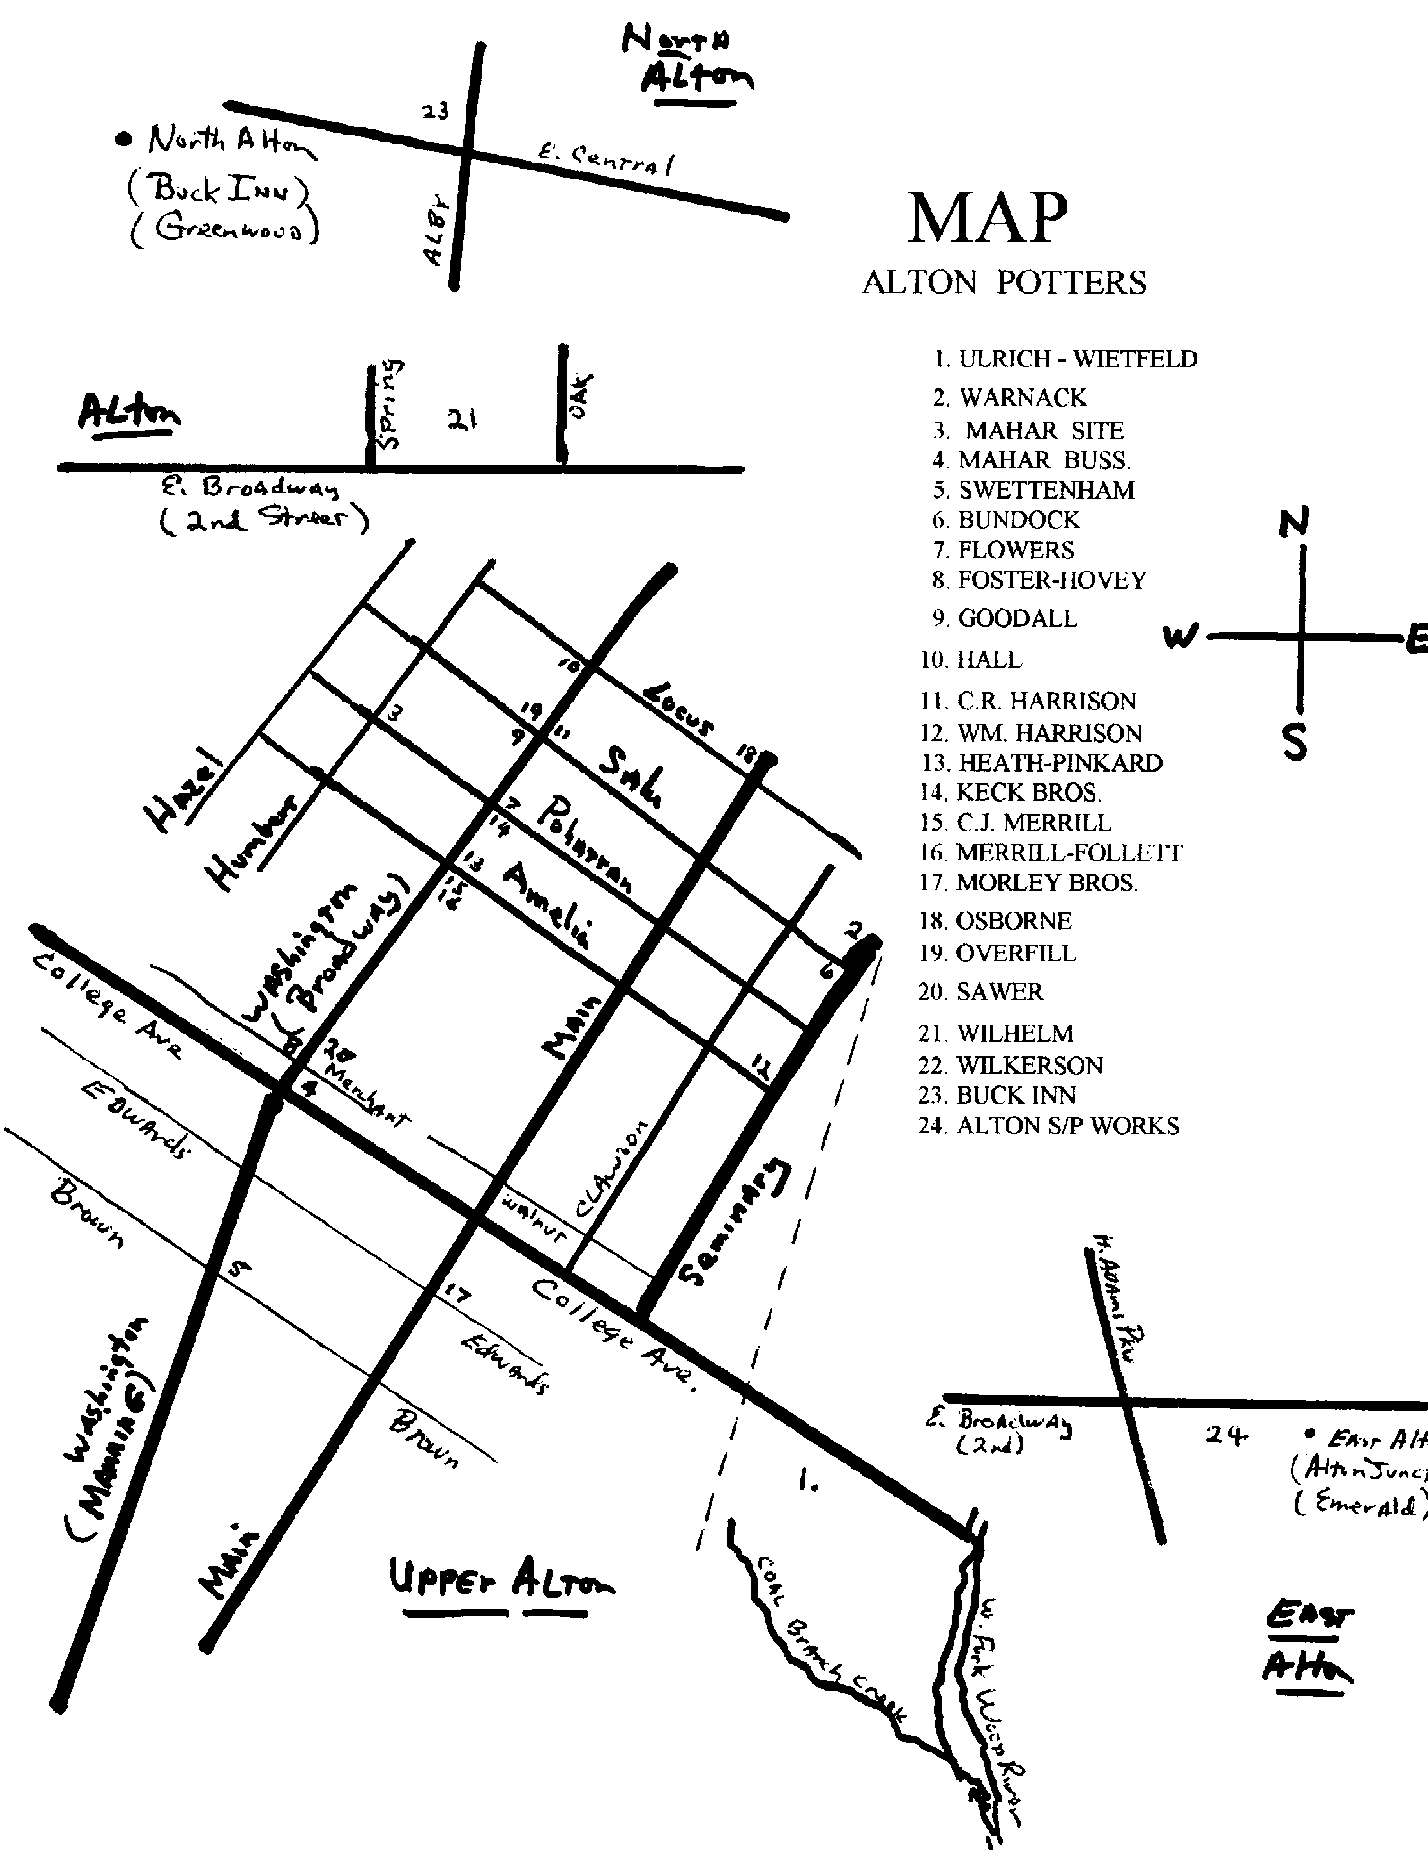 North
Alton
23
• North Alton
(Buck Inn)
(Greenwood)
E. Central
ALBY
MAP
ALTON POTTERS
1. ULRICH - WIETFELD
2. WARNACK
3. MAHAR SITE
4. MAHAR BUSS.
5. SWETTENHAM
6. BUNDOCK
7. FLOWERS
8. FOSTER-HOVEY
9. GOODALL
10. HALL
11. C.R. HARRISON
12. WM. HARRISON
13. HEATH-PINKARD
14. KECK BROS.
15. C.J. MERRILL
16. MERRILL-FOLLETT
17. MORLEY BROS.
18. OSBORNE
19. OVERFILL
20. SAWER
21. WILHELM
22. WILKERSON
23. BUCK INN
24. ALTON S/P WORKS
N
W
E
S
Alton
Spring
21
OAK
E. Broadway
(2nd Street)
10
Locus
18
3
19
9
11
Salu
7
14
13
15
16
Amelia
Hazel
Humbert
Washington
(Broadway)
College Ave
8
20
Merchant
4
Main
Clawson
2
6
12
Walnut
Seminary
Edwards
Brown
5
17
Edwards
College Ave.
Brown
Washington
Main
Upper Alton
1.
Coal Branch Creek
W. Fork Wood River
H. Adams Pkw
E. Broadway
(2nd)
24
• East Alt
(Alton Junc
(Emerald)
East
Alton